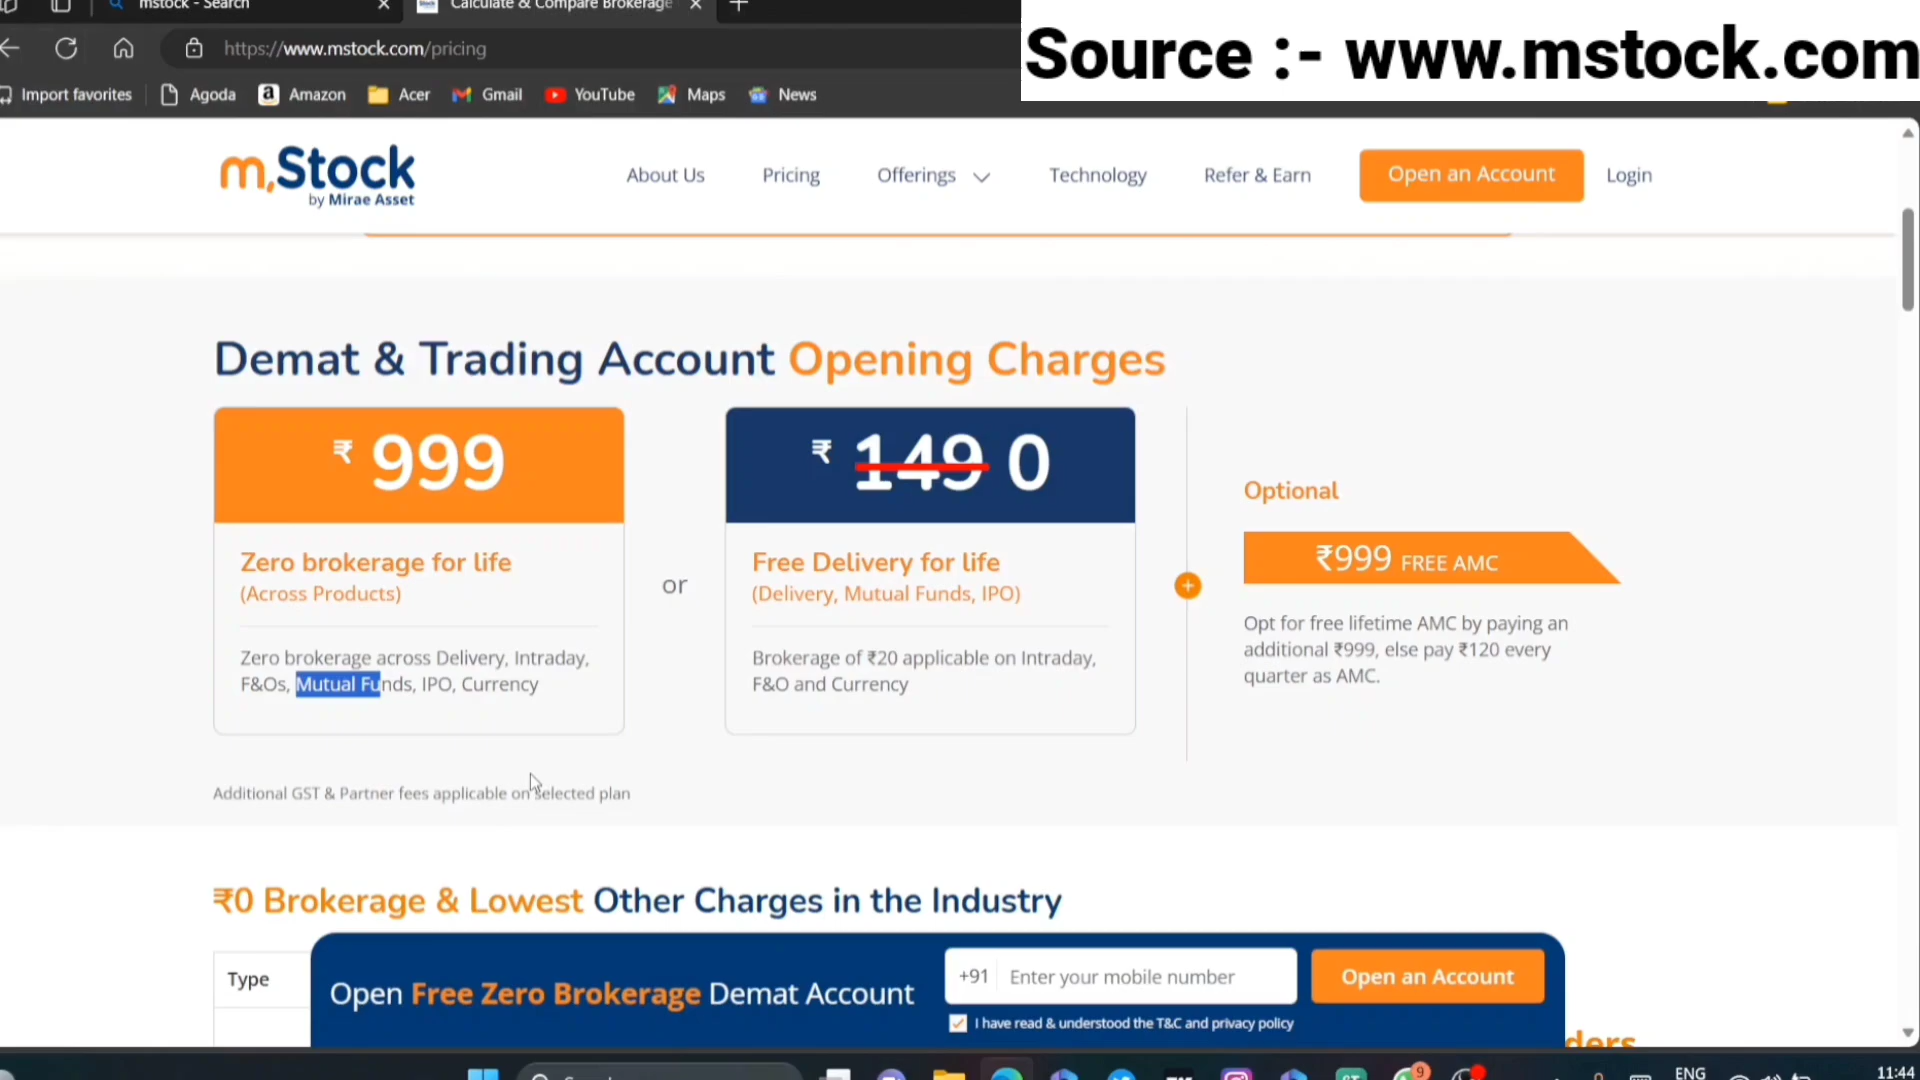 mstock - Search
Calculate & Compare Brokerage
Source :- www.mstock.com
https://www.mstock.com/pricing
Import favorites
Agoda
Amazon
Acer
Gmail
YouTube
Maps
News
m.Stock
by Mirae Asset
About Us
Pricing
Offerings
Technology
Refer & Earn
Open an Account
Login
Demat & Trading Account Opening Charges
₹ 999
Zero brokerage for life
(Across Products)
Zero brokerage across Delivery, Intraday,
F&Os, Mutual Funds, IPO, Currency
or
₹ 149 0
Free Delivery for life
(Delivery, Mutual Funds, IPO)
Brokerage of ₹20 applicable on Intraday,
F&O and Currency
Optional
₹999 FREE AMC
Opt for free lifetime AMC by paying an
additional ₹999, else pay ₹120 every
quarter as AMC.
Additional GST & Partner fees applicable on selected plan
₹0 Brokerage & Lowest Other Charges in the Industry
Type
Open Free Zero Brokerage Demat Account
+91 Enter your mobile number
Open an Account
I have read & understood the T&C and privacy policy
9
ENG
11:44